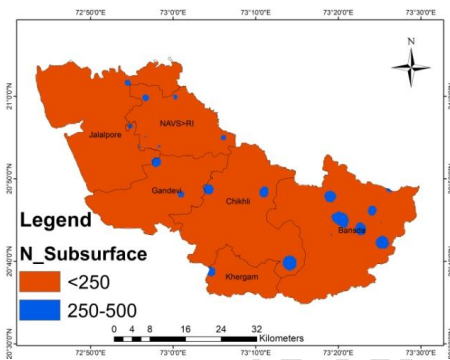 72°50'0"E 73°0'0"E 73°10'0"E 73°20'0"E 73°30'0"E
N
21°0'0"N
NAVS>RI
Jalalpore
20°50'0"N
Gandevi
Chikhli
Legend
Bansda
N_Subsurface
20°40'0"N
<250
Khergam
250-500
0 4 8 16 24 32
Kilometers
20°30'0"N
72°50'0"E 73°0'0"E 73°10'0"E 73°20'0"E 73°30'0"E